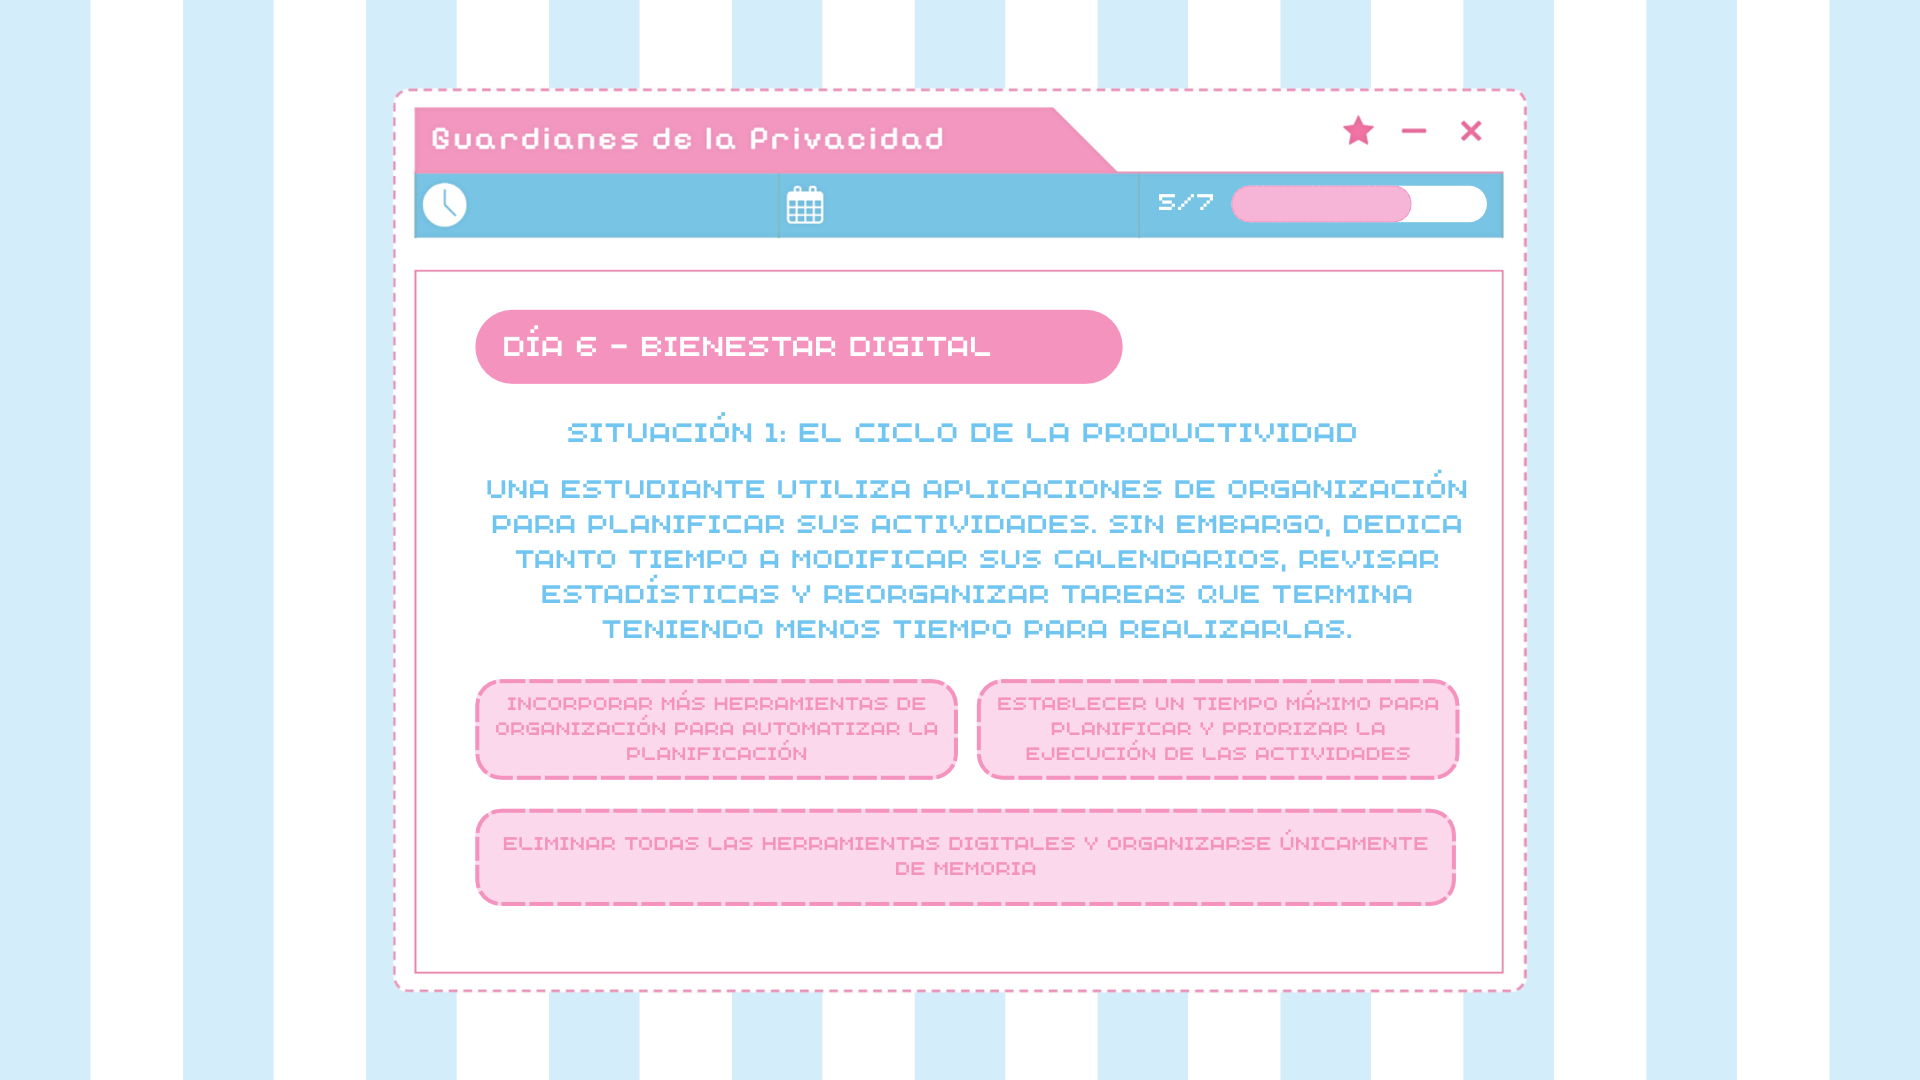 Guardianes de la Privacidad
5/7
DÍA 6 - BIENESTAR DIGITAL
SITUACIÓN 1: EL CICLO DE LA PRODUCTIVIDAD
UNA ESTUDIANTE UTILIZA APLICACIONES DE ORGANIZACIÓN
PARA PLANIFICAR SUS ACTIVIDADES. SIN EMBARGO, DEDICA
TANTO TIEMPO A MODIFICAR SUS CALENDARIOS, REVISAR
ESTADÍSTICAS Y REORGANIZAR TAREAS QUE TERMINA
TENIENDO MENOS TIEMPO PARA REALIZARLAS.
INCORPORAR MÁS HERRAMIENTAS DE
ORGANIZACIÓN PARA AUTOMATIZAR LA
PLANIFICACIÓN
ESTABLECER UN TIEMPO MÁXIMO PARA
PLANIFICAR Y PRIORIZAR LA
EJECUCIÓN DE LAS ACTIVIDADES
ELIMINAR TODAS LAS HERRAMIENTAS DIGITALES Y ORGANIZARSE ÚNICAMENTE
DE MEMORIA